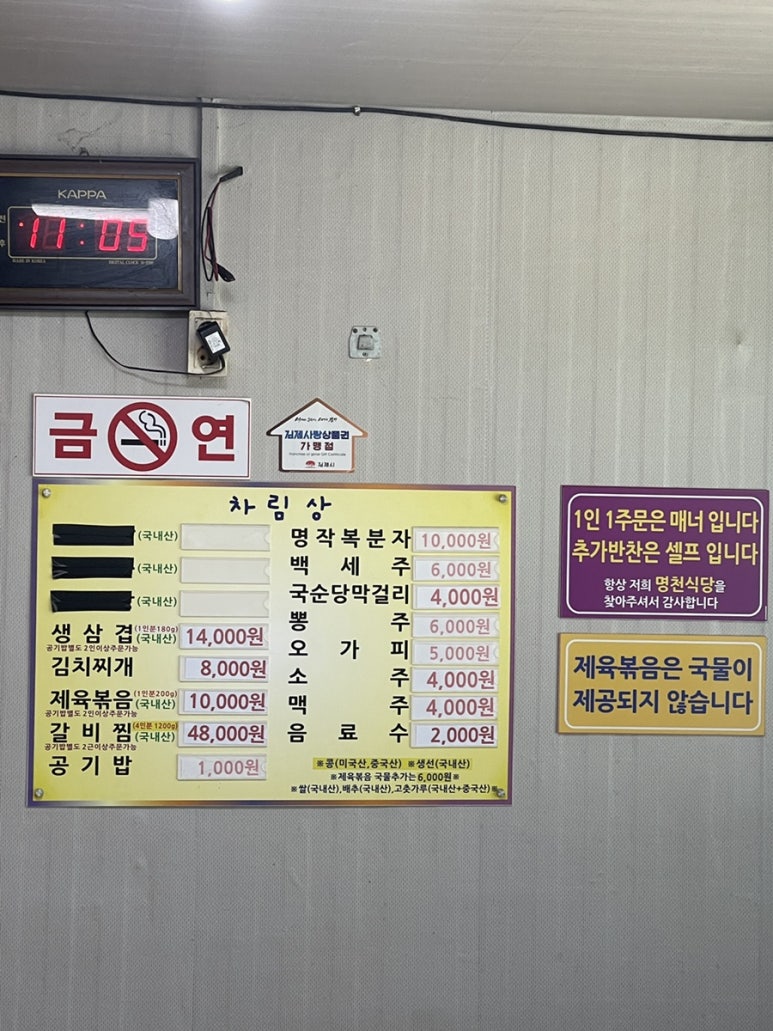 KAPPA
11:05
MADE IN KOREA
금 연
김제사랑상품권
가맹점
김제시
차림상
(국내산)
(국내산)
(국내산)
생삼겹 (1인분180g) (국내산) 14,000원
공기밥별도 2인이상주문가능
김치찌개 8,000원
제육볶음 (1인분200g) (국내산) 10,000원
공기밥별도 2인이상주문가능
갈비찜 (4인분 1200g) (국내산) 48,000원
공기밥별도 2근이상주문가능
공기밥 1,000원
명작복분자 10,000원
백세주 6,000원
국순당막걸리 4,000원
뽕주 6,000원
오가피 5,000원
소주 4,000원
맥주 4,000원
음료수 2,000원
※콩(미국산,중국산) ※생선(국내산)
※제육볶음 국물추가는6,000원※
※쌀(국내산),배추(국내산),고춧가루(국내산+중국산)※
1인 1주문은 매너 입니다
추가반찬은 셀프 입니다
항상 저희 명천식당을
찾아주셔서 감사합니다
제육볶음은 국물이
제공되지 않습니다